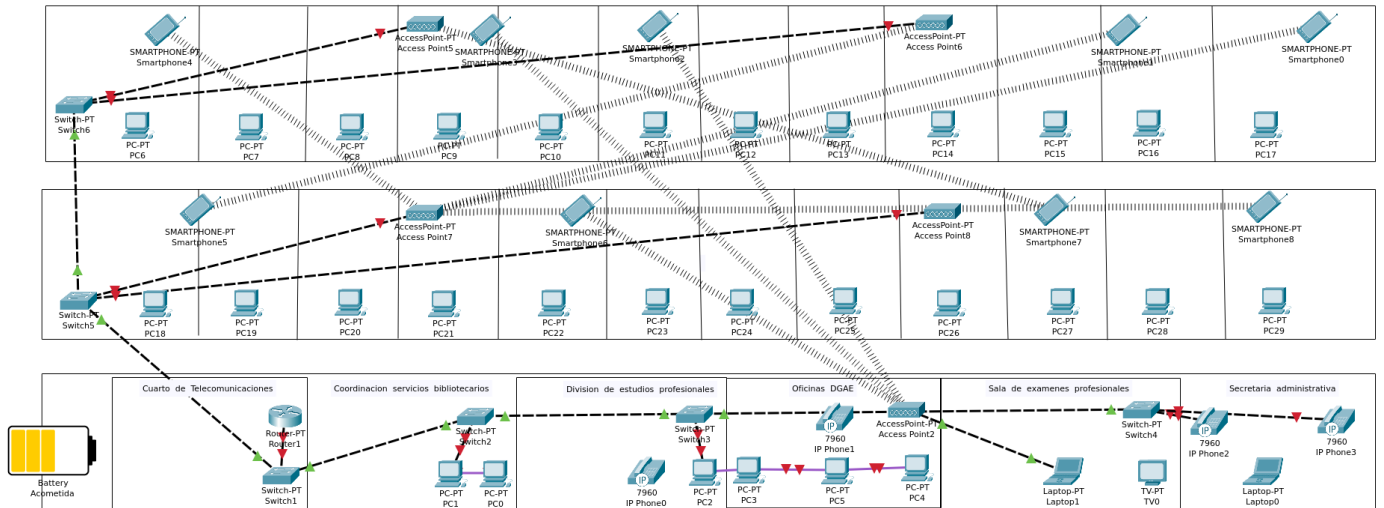 SMARTPHONE-PT
Smartphone4
AccessPoint-PT
Access Point5
SMARTPHONE-PT
Smartphone3
SMARTPHONE-PT
Smartphone2
AccessPoint-PT
Access Point6
SMARTPHONE-PT
Smartphone1
SMARTPHONE-PT
Smartphone0
Switch-PT
Switch6
PC-PT
PC6
PC-PT
PC7
PC-PT
PC8
PC-PT
PC9
PC-PT
PC10
PC-PT
PC11
PC-PT
PC12
PC-PT
PC13
PC-PT
PC14
PC-PT
PC15
PC-PT
PC16
PC-PT
PC17
SMARTPHONE-PT
Smartphone5
AccessPoint-PT
Access Point7
SMARTPHONE-PT
Smartphone6
AccessPoint-PT
Access Point8
SMARTPHONE-PT
Smartphone7
SMARTPHONE-PT
Smartphone8
Switch-PT
Switch5
PC-PT
PC18
PC-PT
PC19
PC-PT
PC20
PC-PT
PC21
PC-PT
PC22
PC-PT
PC23
PC-PT
PC24
PC-PT
PC25
PC-PT
PC26
PC-PT
PC27
PC-PT
PC28
PC-PT
PC29
Cuarto de Telecomunicaciones
Coordinacion servicios bibliotecarios
Division de estudios profesionales
Oficinas DGAE
Sala de examenes profesionales
Secretaria administrativa
Battery
Acometida
Router-PT
Router1
Switch-PT
Switch1
Switch-PT
Switch2
PC-PT
PC1
PC-PT
PC0
Switch-PT
Switch3
IP
7960
IP Phone0
PC-PT
PC2
PC-PT
PC3
IP
7960
IP Phone1
PC-PT
PC5
PC-PT
PC4
AccessPoint-PT
Access Point2
Laptop-PT
Laptop1
Switch-PT
Switch4
TV-PT
TV0
IP
7960
IP Phone2
Laptop-PT
Laptop0
IP
7960
IP Phone3